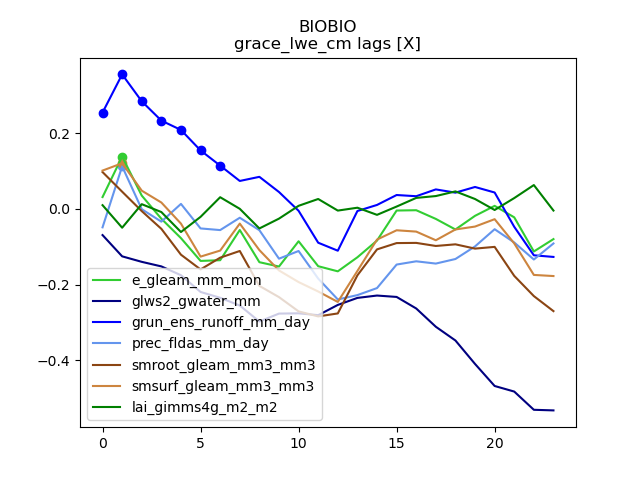 BIOBIO
grace_lwe_cm lags [X]
0.2
0.0
−0.2
−0.4
e_gleam_mm_mon
glws2_gwater_mm
grun_ens_runoff_mm_day
prec_fldas_mm_day
smroot_gleam_mm3_mm3
smsurf_gleam_mm3_mm3
lai_gimms4g_m2_m2
0 5 10 15 20